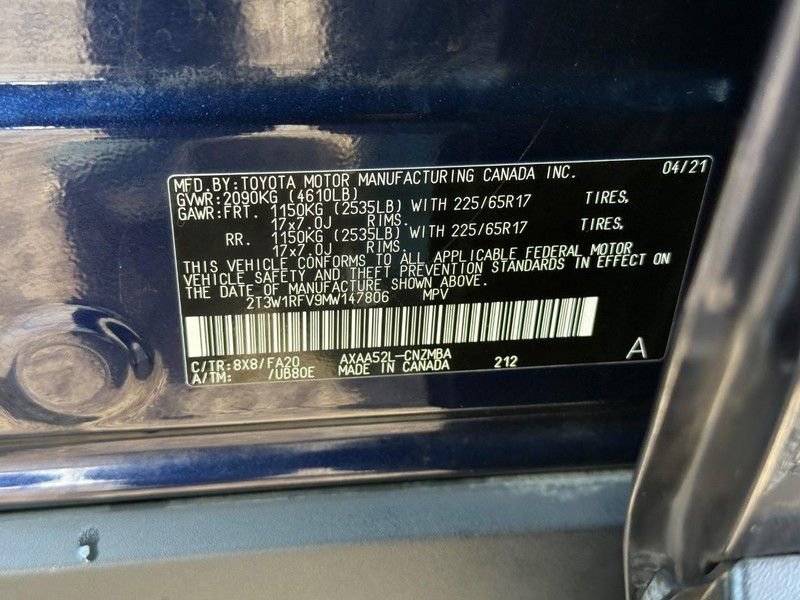 MFD. BY: TOYOTA MOTOR MANUFACTURING CANADA INC. 04/21
GVWR: 2090KG (4610LB)
GAWR: FRT. 1150KG (2535LB) WITH 225/65R17 TIRES,
17x7.0J RIMS.
RR. 1150KG (2535LB) WITH 225/65R17 TIRES,
17x7.0J RIMS.
THIS VEHICLE CONFORMS TO ALL APPLICABLE FEDERAL MOTOR
VEHICLE SAFETY AND THEFT PREVENTION STANDARDS IN EFFECT ON
THE DATE OF MANUFACTURE SHOWN ABOVE.
2T3W1RFV9MW147806 MPV
C/TR: 8X8/FA20 AXAA52L-CNZMBA 212 A
A/TM: /UB80E MADE IN CANADA